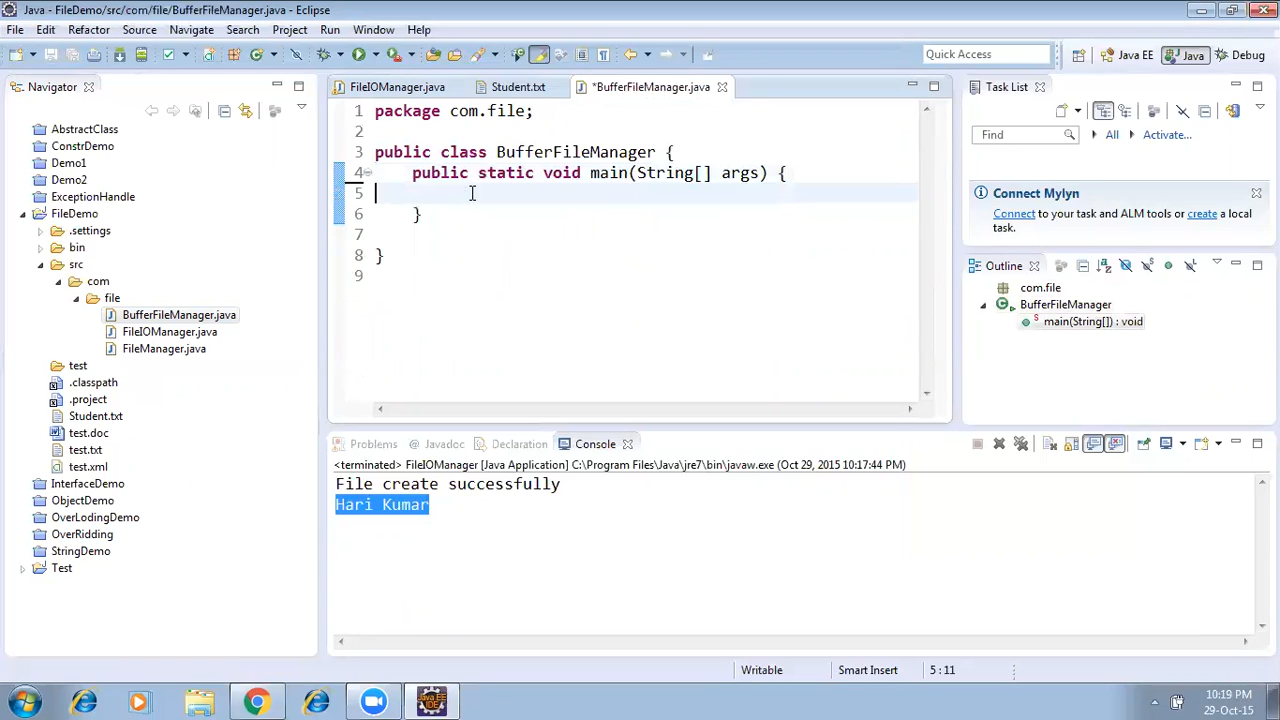 Java - FileDemo/src/com/file/BufferFileManager.java - Eclipse
File Edit Refactor Source Navigate Search Project Run Window Help
Quick Access Java EE Java Debug
Navigator
AbstractClass
ConstrDemo
Demo1
Demo2
ExceptionHandle
FileDemo
.settings
bin
src
com
file
BufferFileManager.java
FileIOManager.java
FileManager.java
test
.classpath
.project
Student.txt
test.doc
test.txt
test.xml
InterfaceDemo
ObjectDemo
OverLodingDemo
OverRidding
StringDemo
Test
FileIOManager.java Student.txt *BufferFileManager.java
1 package com.file;
2
3 public class BufferFileManager {
4 public static void main(String[] args) {
5
6 }
7
8 }
9
Task List
Find All Activate...
Connect Mylyn
Connect to your task and ALM tools or create a local
task.
Outline
com.file
BufferFileManager
main(String[]) : void
Problems @ Javadoc Declaration Console
<terminated> FileIOManager [Java Application] C:\Program Files\Java\jre7\bin\javaw.exe (Oct 29, 2015 10:17:44 PM)
File create successfully
Hari Kumar
Writable Smart Insert 5 : 11
10:19 PM
29-Oct-15